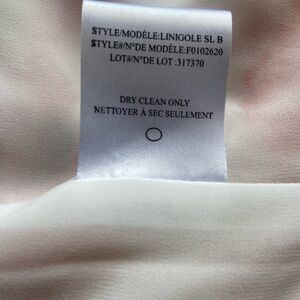 STYLE/MODÈLE:LINIGOLE SL B
STYLE#/N°DE MODÈLE:F0102620
LOT#/N°DE LOT :317370
DRY CLEAN ONLY
NETTOYER À SEC SEULEMENT